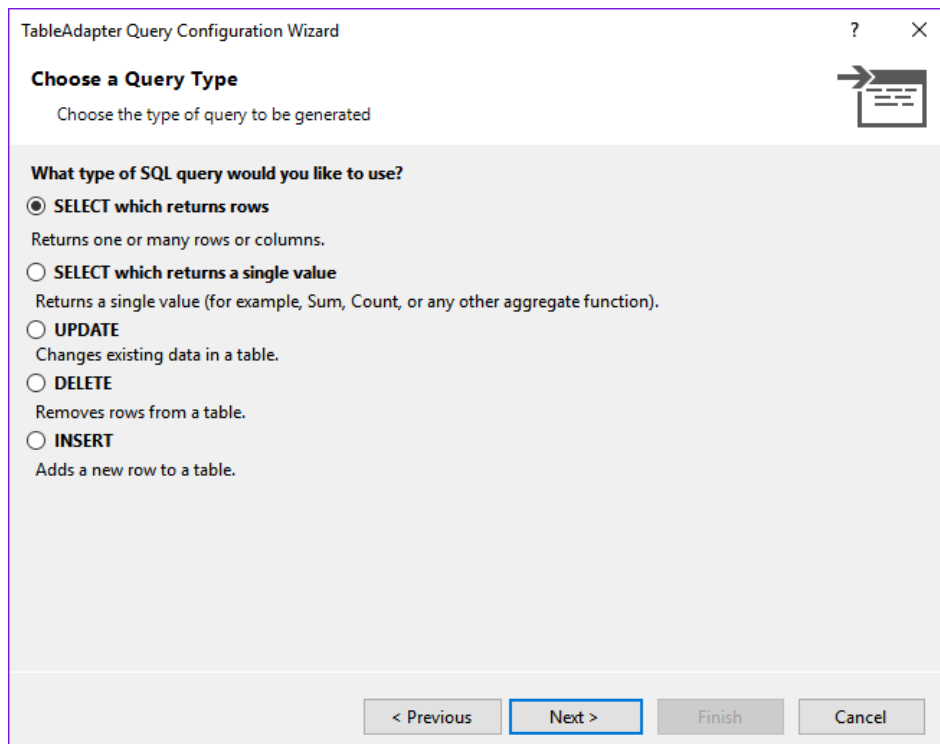 TableAdapter Query Configuration Wizard
Choose a Query Type
Choose the type of query to be generated
What type of SQL query would you like to use?
SELECT which returns rows
Returns one or many rows or columns.
SELECT which returns a single value
Returns a single value (for example, Sum, Count, or any other aggregate function).
UPDATE
Changes existing data in a table.
DELETE
Removes rows from a table.
INSERT
Adds a new row to a table.
< Previous Next > Finish Cancel